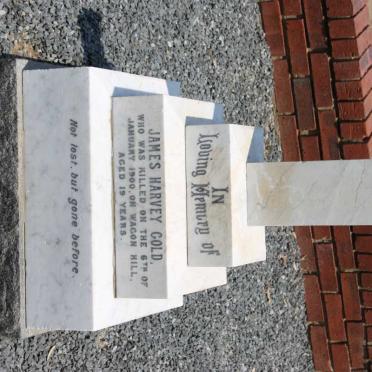 In
Loving Memory of
JAMES HARVEY GOLD.
WHO WAS KILLED ON THE 6TH OF
JANUARY 1900, ON WAGON HILL,
AGED 19 YEARS.
Not lost, but gone before.